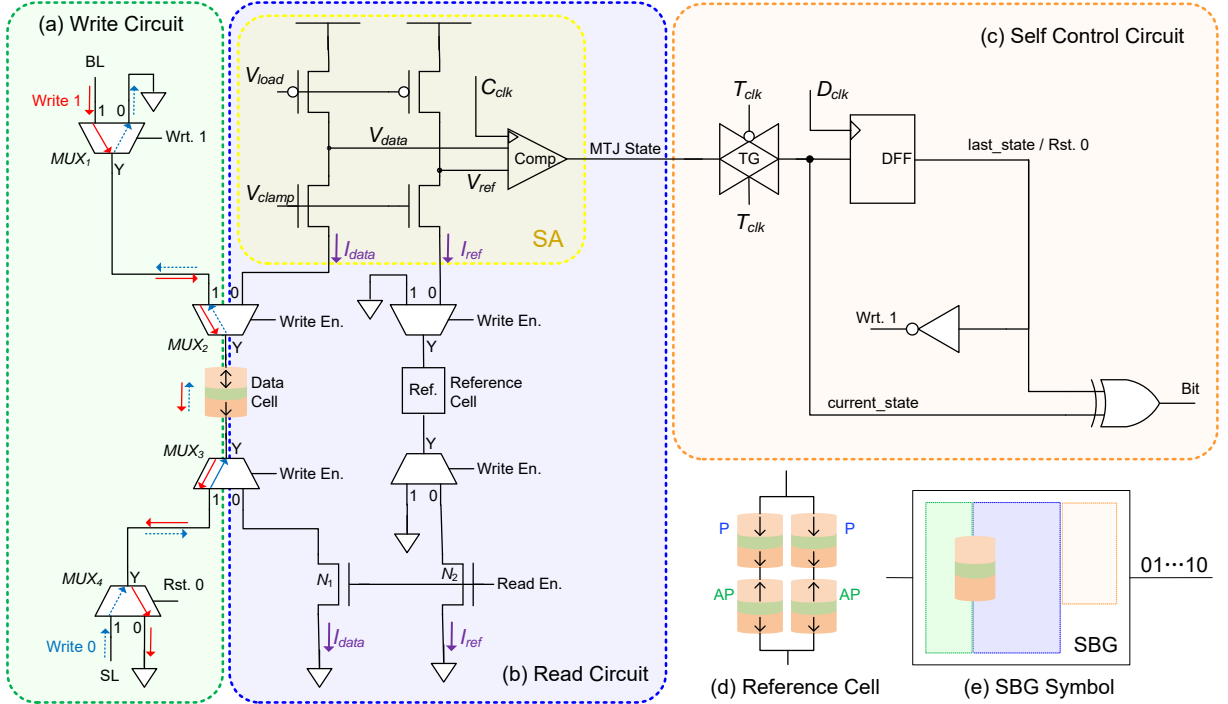 (a) Write Circuit
BL
Write 1
1 0
Wrt. 1
MUX1
Y
1 0
Write En.
MUX2
Y
Data
Cell
MUX3
Y
Write En.
1 0
MUX4
Y
Rst. 0
Write 0
1 0
SL
Vload
Cclk
Vdata
Comp
Vref
Vclamp
SA
Idata
Iref
1 0
Write En.
Y
Ref.
Reference
Cell
Y
Write En.
1 0
N1
N2
Read En.
Idata
Iref
(b) Read Circuit
MTJ State
(c) Self Control Circuit
Tclk
Dclk
TG
DFF
last_state / Rst. 0
Tclk
Wrt. 1
current_state
Bit
P
P
AP
AP
(d) Reference Cell
01···10
SBG
(e) SBG Symbol